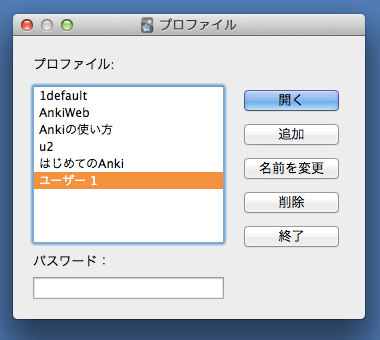 プロファイル
プロファイル:
1default
AnkiWeb
Ankiの使い方
u2
はじめてのAnki
ユーザー 1
開く
追加
名前を変更
削除
終了
パスワード：